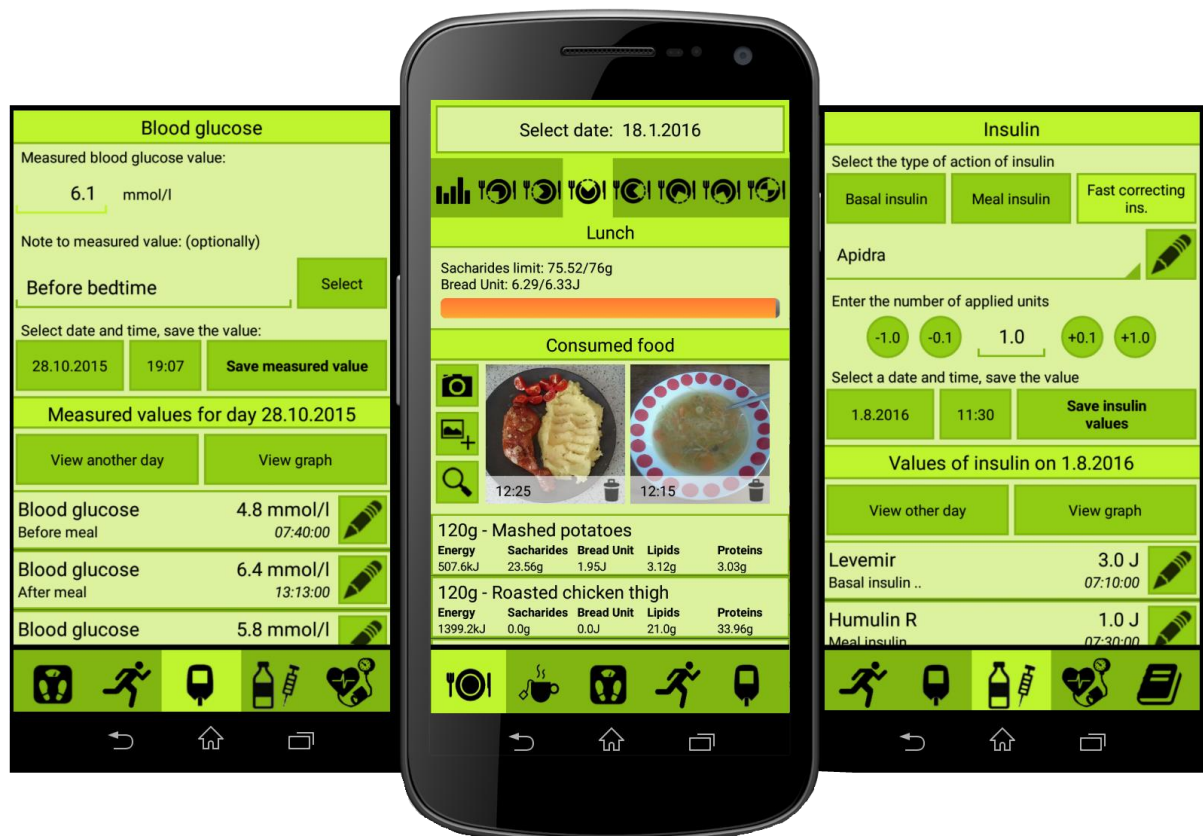 Blood glucose
Measured blood glucose value:
6.1 mmol/l
Note to measured value: (optionally)
Before bedtime
Select
Select date and time, save the value:
28.10.2015 19:07 Save measured value
Measured values for day 28.10.2015
View another day View graph
Blood glucose 4.8 mmol/l
Before meal 07:40:00
Blood glucose 6.4 mmol/l
After meal 13:13:00
Blood glucose 5.8 mmol/l
Select date: 18.1.2016
Lunch
Sacharides limit: 75.52/76g
Bread Unit: 6.29/6.33J
Consumed food
12:25 12:15
120g - Mashed potatoes
Energy Sacharides Bread Unit Lipids Proteins
507.6kJ 23.56g 1.95J 3.12g 3.03g
120g - Roasted chicken thigh
Energy Sacharides Bread Unit Lipids Proteins
1399.2kJ 0.0g 0.0J 21.0g 33.96g
Insulin
Select the type of action of insulin
Basal insulin Meal insulin Fast correcting
ins.
Apidra
Enter the number of applied units
-1.0 -0.1 1.0 +0.1 +1.0
Select a date and time, save the value
1.8.2016 11:30 Save insulin
values
Values of insulin on 1.8.2016
View other day View graph
Levemir 3.0 J
Basal insulin .. 07:10:00
Humulin R 1.0 J
Meal insulin 07:30:00